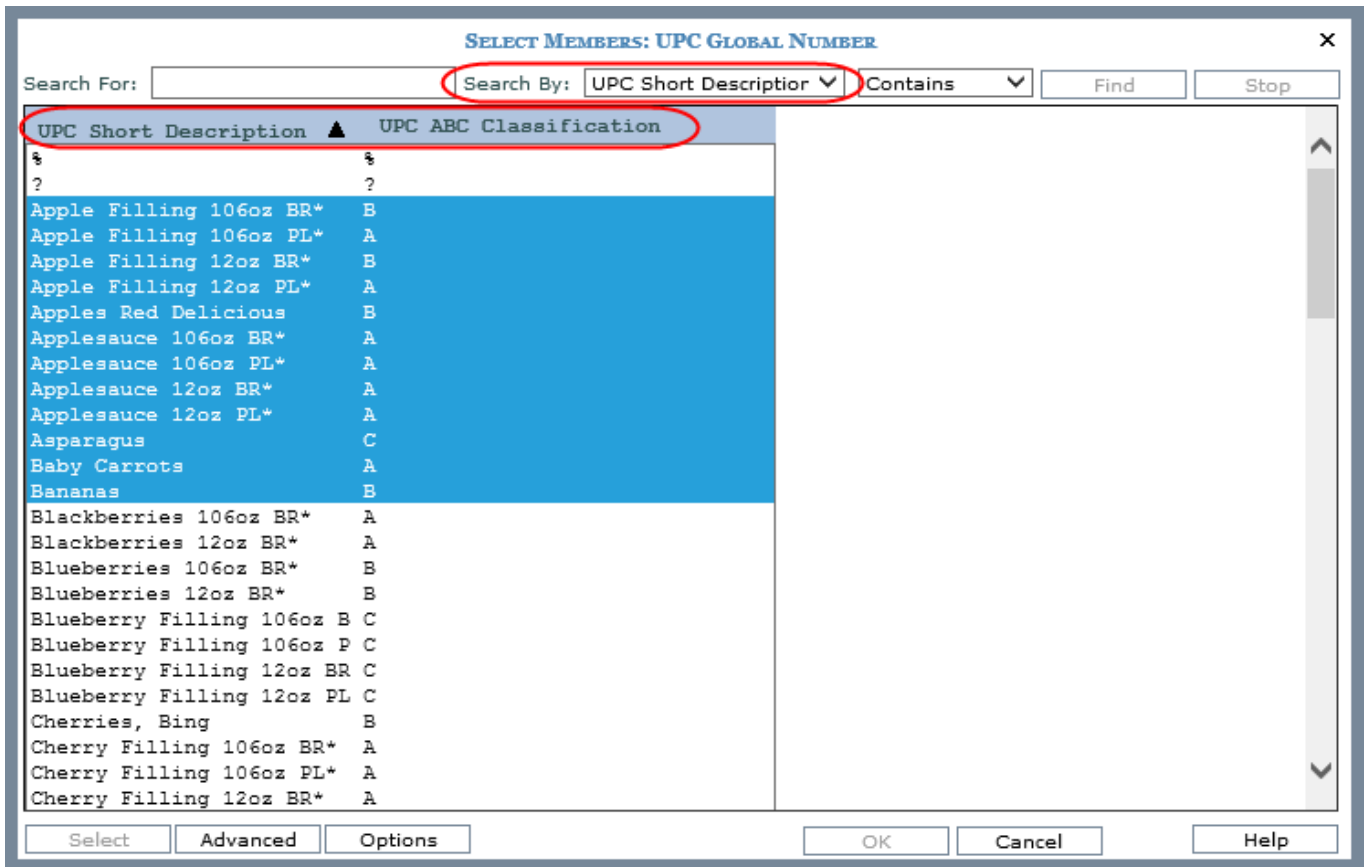 SELECT MEMBERS: UPC GLOBAL NUMBER ×
Search For: Search By: UPC Short Description Contains Find Stop
UPC Short Description ▲ UPC ABC Classification
% %
? ?
Apple Filling 106oz BR* B
Apple Filling 106oz PL* A
Apple Filling 12oz BR* B
Apple Filling 12oz PL* A
Apples Red Delicious B
Applesauce 106oz BR* A
Applesauce 106oz PL* A
Applesauce 12oz BR* A
Applesauce 12oz PL* A
Asparagus C
Baby Carrots A
Bananas B
Blackberries 106oz BR* A
Blackberries 12oz BR* A
Blueberries 106oz BR* B
Blueberries 12oz BR* B
Blueberry Filling 106oz B C
Blueberry Filling 106oz P C
Blueberry Filling 12oz BR C
Blueberry Filling 12oz PL C
Cherries, Bing B
Cherry Filling 106oz BR* A
Cherry Filling 106oz PL* A
Cherry Filling 12oz BR* A
Select Advanced Options OK Cancel Help